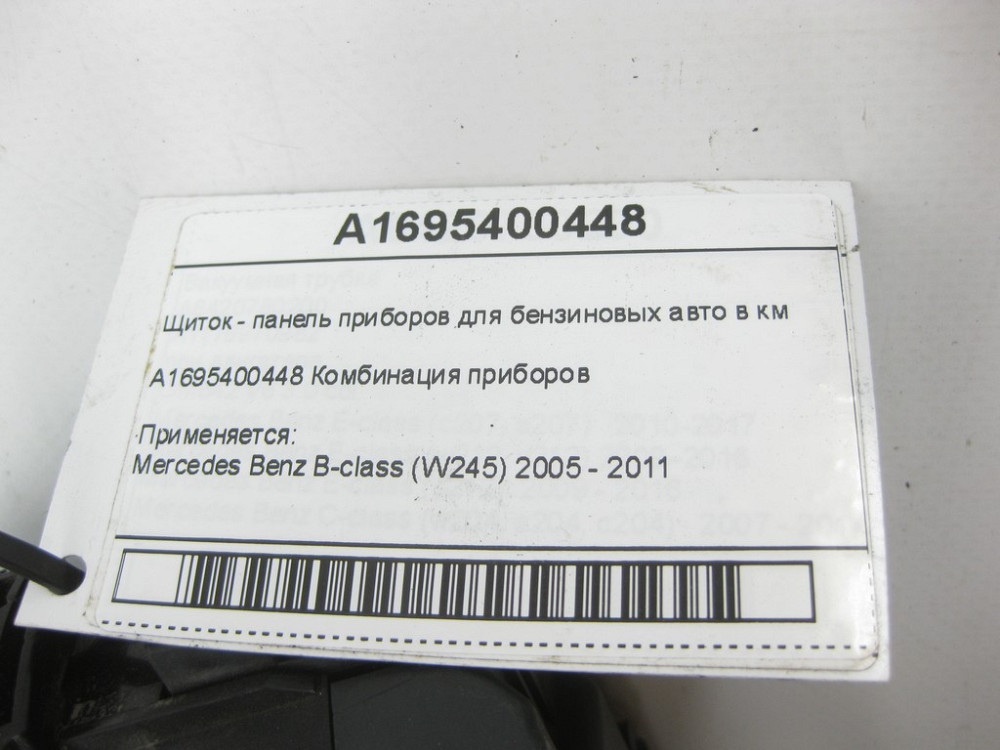 A1695400448
Щиток - панель приборов для бензиновых авто в км
A1695400448 Комбинация приборов
Применяется:
Mercedes Benz B-class (W245) 2005 - 2011